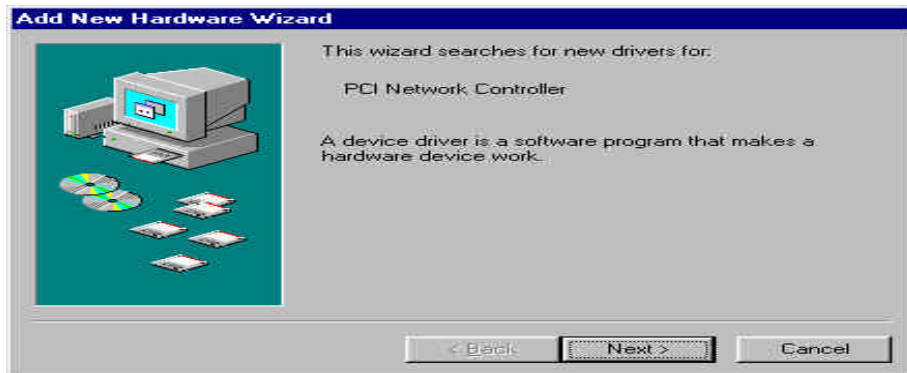 Add New Hardware Wizard
This wizard searches for new drivers for:
PCI Network Controller
A device driver is a software program that makes a
hardware device work.
< Back
Next >
Cancel